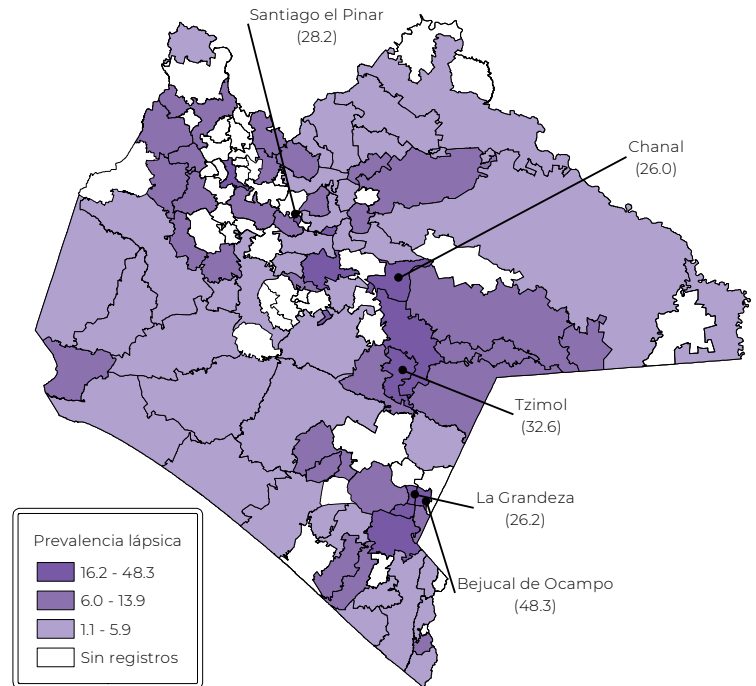 Santiago el Pinar
(28.2)
Chanal
(26.0)
Tzimol
(32.6)
La Grandeza
(26.2)
Bejucal de Ocampo
(48.3)
Prevalencia lápsica
16.2 - 48.3
6.0 - 13.9
1.1 - 5.9
Sin registros